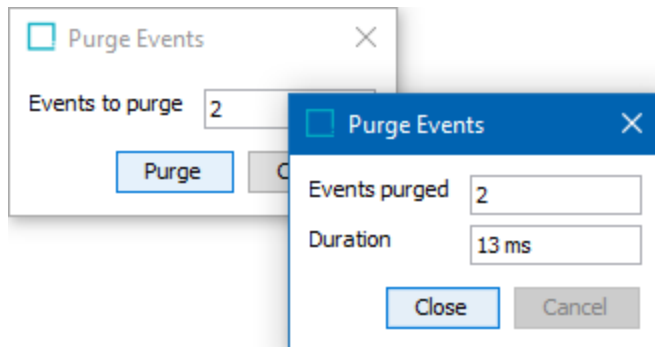 Purge Events
Events to purge 2
Purge
Purge Events
Events purged 2
Duration 13 ms
Close Cancel